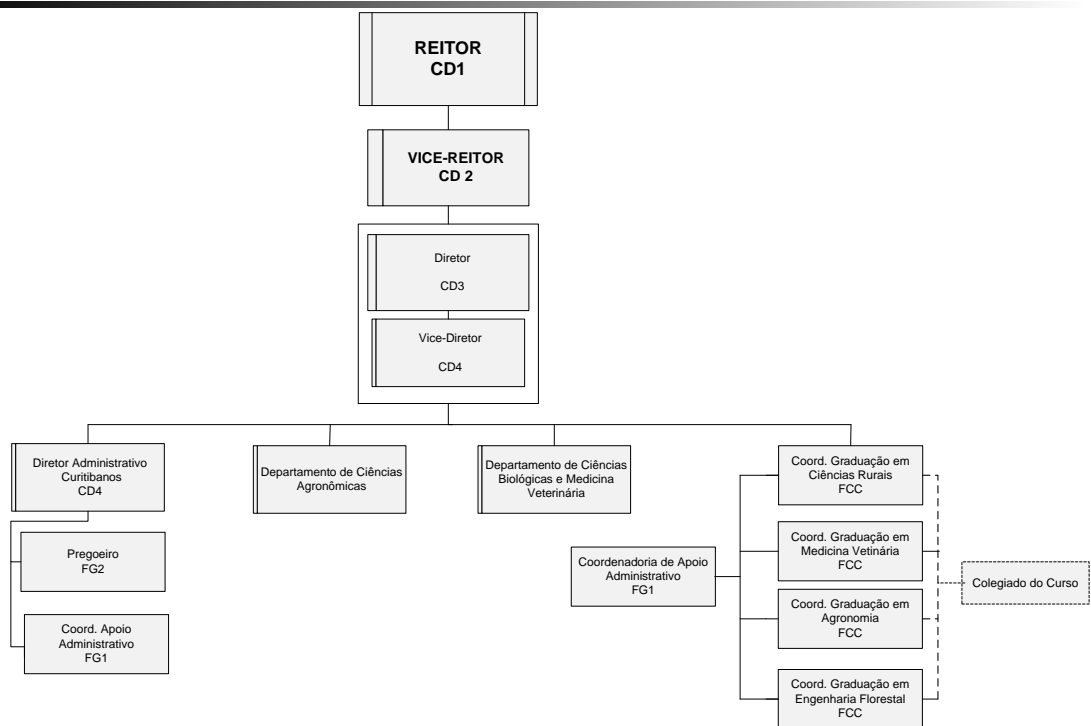 REITOR
CD1
VICE-REITOR
CD 2
Diretor
CD3
Vice-Diretor
CD4
Diretor Administrativo
Curitibanos
CD4
Departamento de Ciências
Agronômicas
Departamento de Ciências
Biológicas e Medicina
Veterinária
Coord. Graduação em
Ciências Rurais
FCC
Pregoeiro
FG2
Coord. Apoio
Administrativo
FG1
Coordenadoria de Apoio
Administrativo
FG1
Coord. Graduação em
Medicina Vetinária
FCC
Coord. Graduação em
Agronomia
FCC
Coord. Graduação em
Engenharia Florestal
FCC
Colegiado do Curso